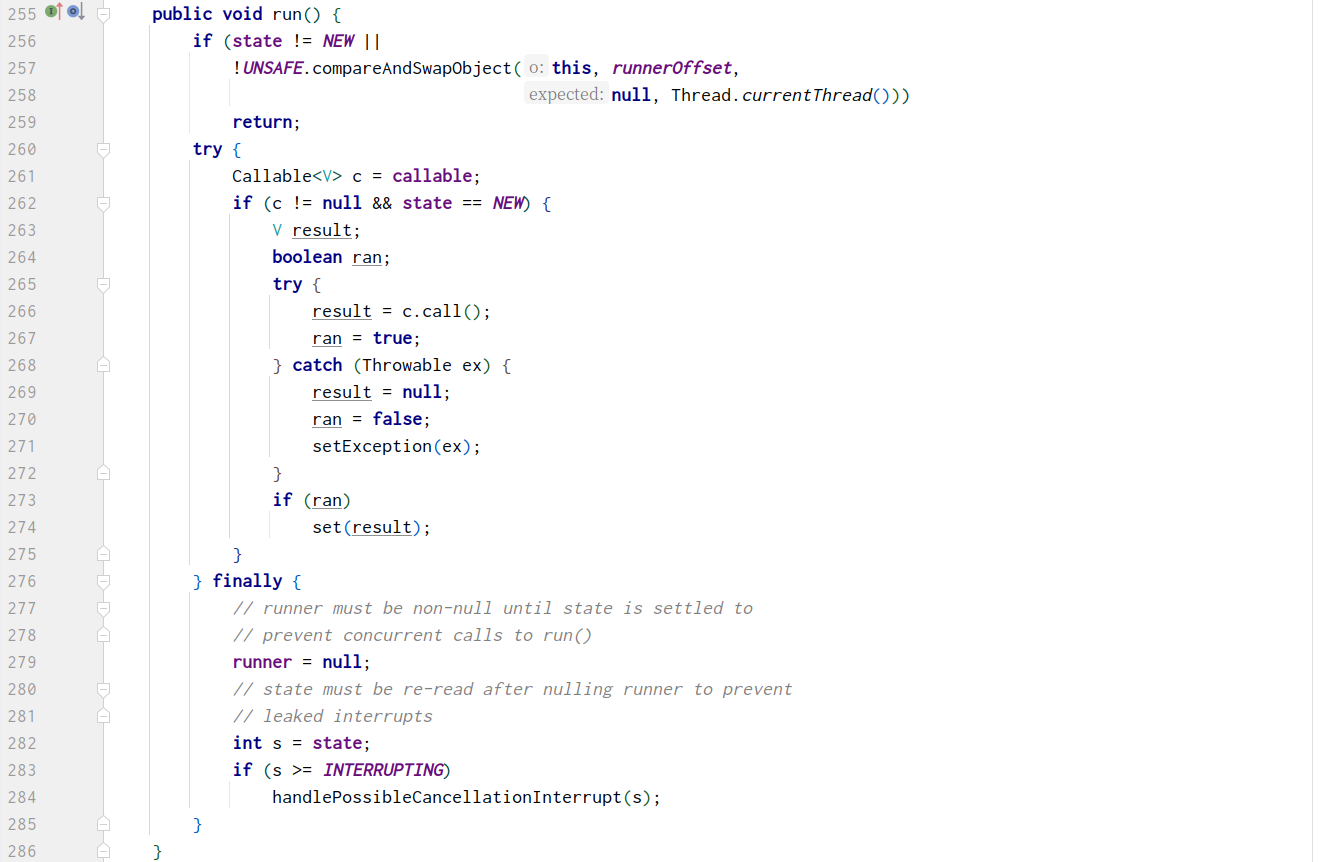 255 public void run() {
256 if (state != NEW ||
257 !UNSAFE.compareAndSwapObject( o: this, runnerOffset,
258 expected: null, Thread.currentThread()))
259 return;
260 try {
261 Callable<V> c = callable;
262 if (c != null && state == NEW) {
263 V result;
264 boolean ran;
265 try {
266 result = c.call();
267 ran = true;
268 } catch (Throwable ex) {
269 result = null;
270 ran = false;
271 setException(ex);
272 }
273 if (ran)
274 set(result);
275 }
276 } finally {
277 // runner must be non-null until state is settled to
278 // prevent concurrent calls to run()
279 runner = null;
280 // state must be re-read after nulling runner to prevent
281 // leaked interrupts
282 int s = state;
283 if (s >= INTERRUPTING)
284 handlePossibleCancellationInterrupt(s);
285 }
286 }